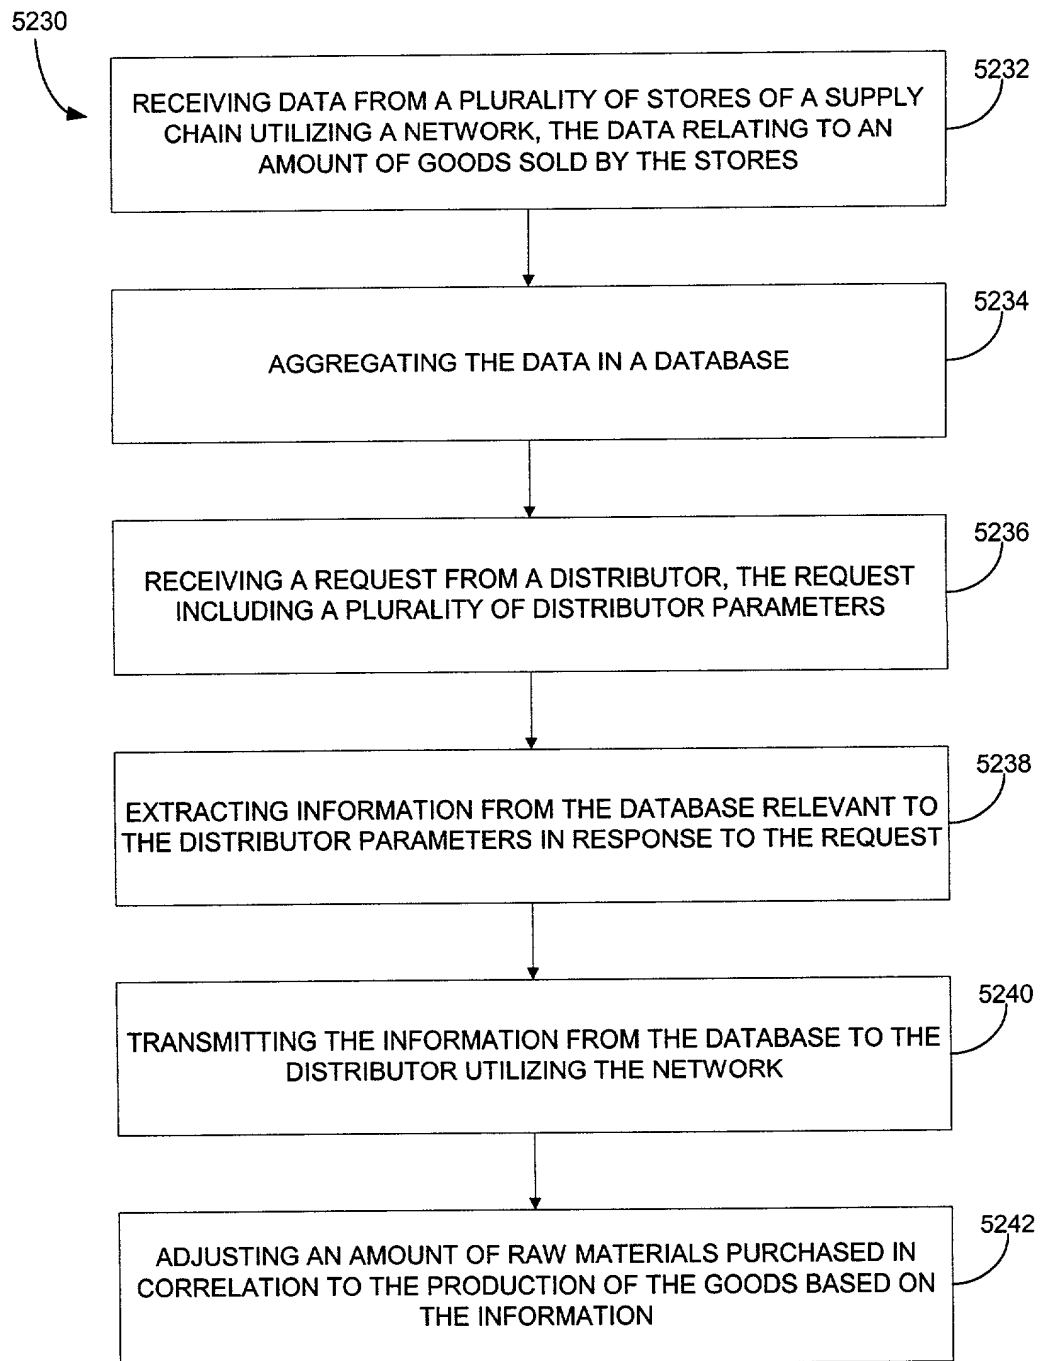 5230
5232
RECEIVING DATA FROM A PLURALITY OF STORES OF A SUPPLY
CHAIN UTILIZING A NETWORK, THE DATA RELATING TO AN
AMOUNT OF GOODS SOLD BY THE STORES
5234
AGGREGATING THE DATA IN A DATABASE
5236
RECEIVING A REQUEST FROM A DISTRIBUTOR, THE REQUEST
INCLUDING A PLURALITY OF DISTRIBUTOR PARAMETERS
5238
EXTRACTING INFORMATION FROM THE DATABASE RELEVANT TO
THE DISTRIBUTOR PARAMETERS IN RESPONSE TO THE REQUEST
5240
TRANSMITTING THE INFORMATION FROM THE DATABASE TO THE
DISTRIBUTOR UTILIZING THE NETWORK
5242
ADJUSTING AN AMOUNT OF RAW MATERIALS PURCHASED IN
CORRELATION TO THE PRODUCTION OF THE GOODS BASED ON
THE INFORMATION